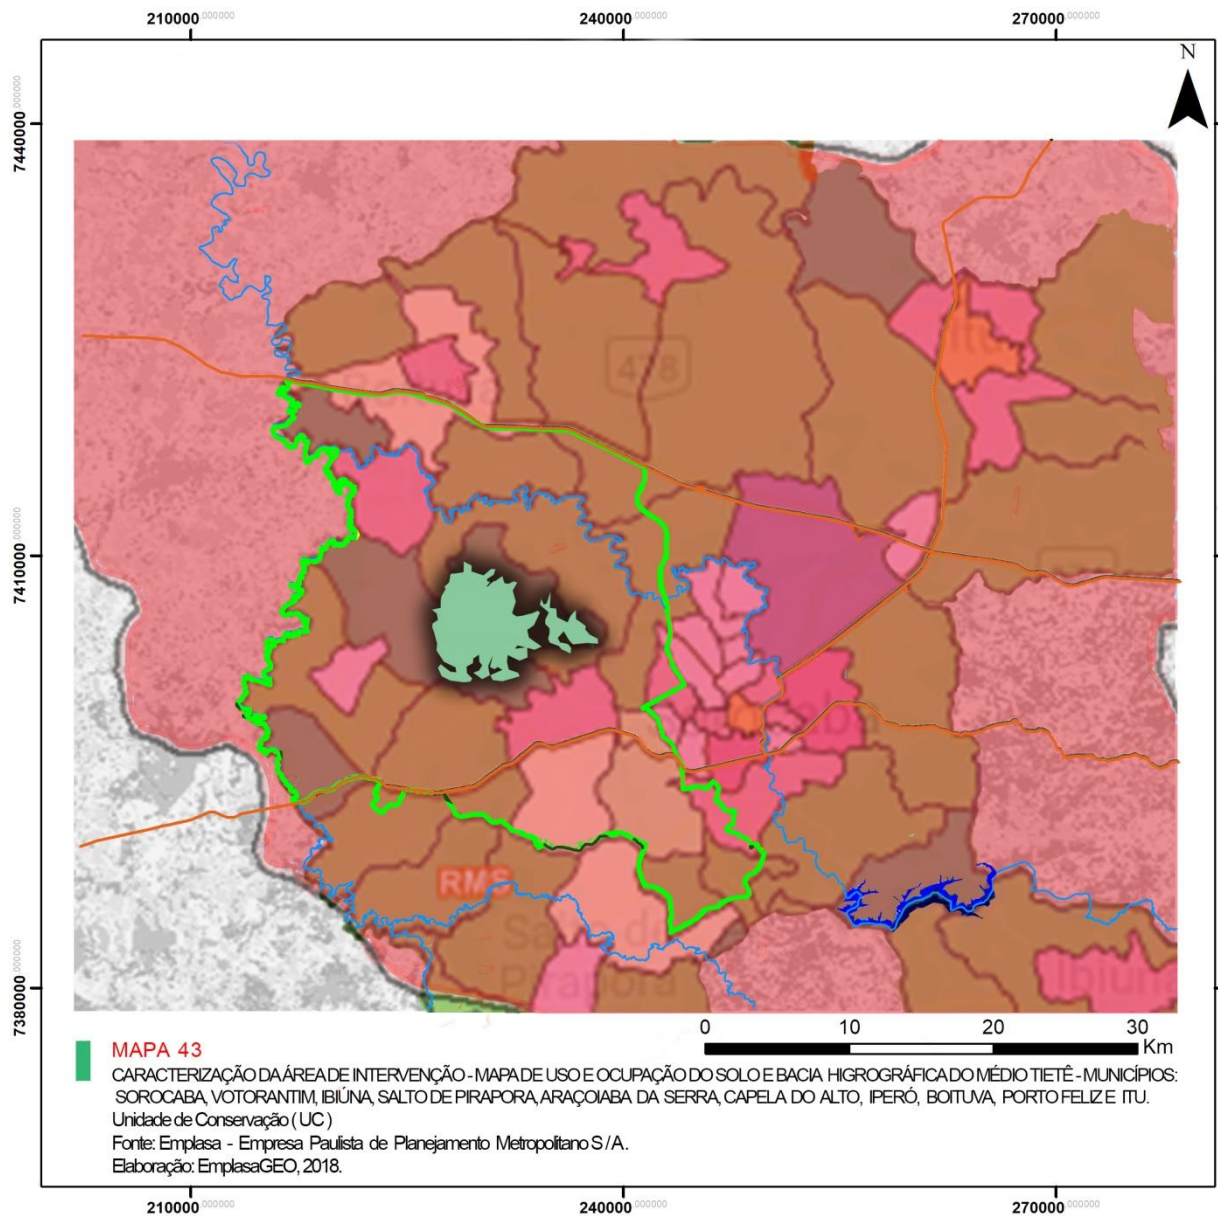 210000.000000 240000.000000 270000.000000
N
7440000.000000
7410000.000000
7380000.000000
478
RMS
Pirapora
Ibiúna
0 10 20 30
Km
MAPA 43
CARACTERIZAÇÃO DA ÁREA DE INTERVENÇÃO - MAPA DE USO E OCUPAÇÃO DO SOLO E BACIA HIGROGRÁFICA DO MÉDIO TIETÊ - MUNICÍPIOS:
SOROCABA, VOTORANTIM, IBIÚNA, SALTO DE PIRAPORA, ARAÇOIABA DA SERRA, CAPELA DO ALTO, IPERÓ, BOITUVA, PORTO FELIZ E ITU.
Unidade de Conservação ( UC )
Fonte: Emplasa - Empresa Paulista de Planejamento Metropolitano S / A.
Elaboração: EmplasaGEO, 2018.
210000.000000 240000.000000 270000.000000